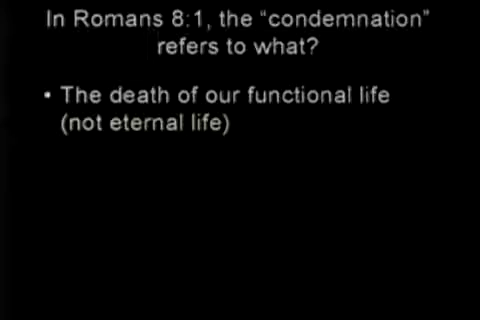 In Romans 8:1, the “condemnation”
refers to what?
• The death of our functional life
(not eternal life)